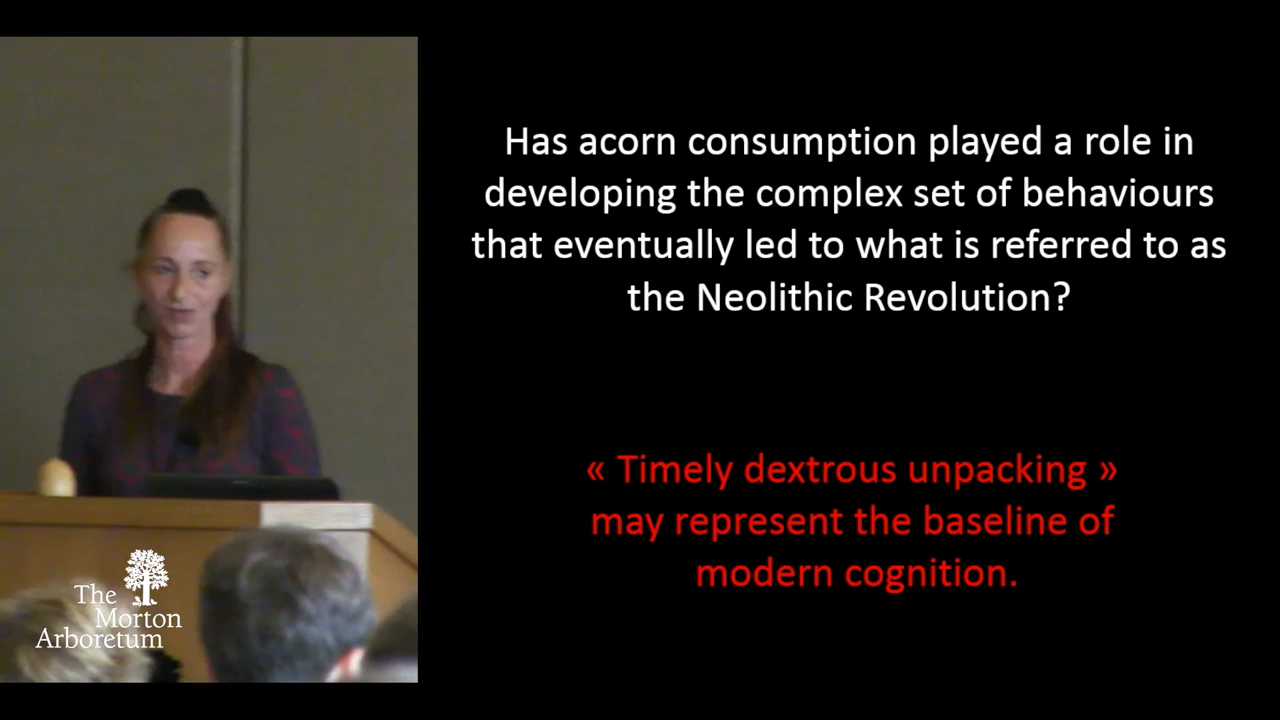 Has acorn consumption played a role in
developing the complex set of behaviours
that eventually led to what is referred to as
the Neolithic Revolution?
« Timely dextrous unpacking »
may represent the baseline of
modern cognition.
The
Morton
Arboretum